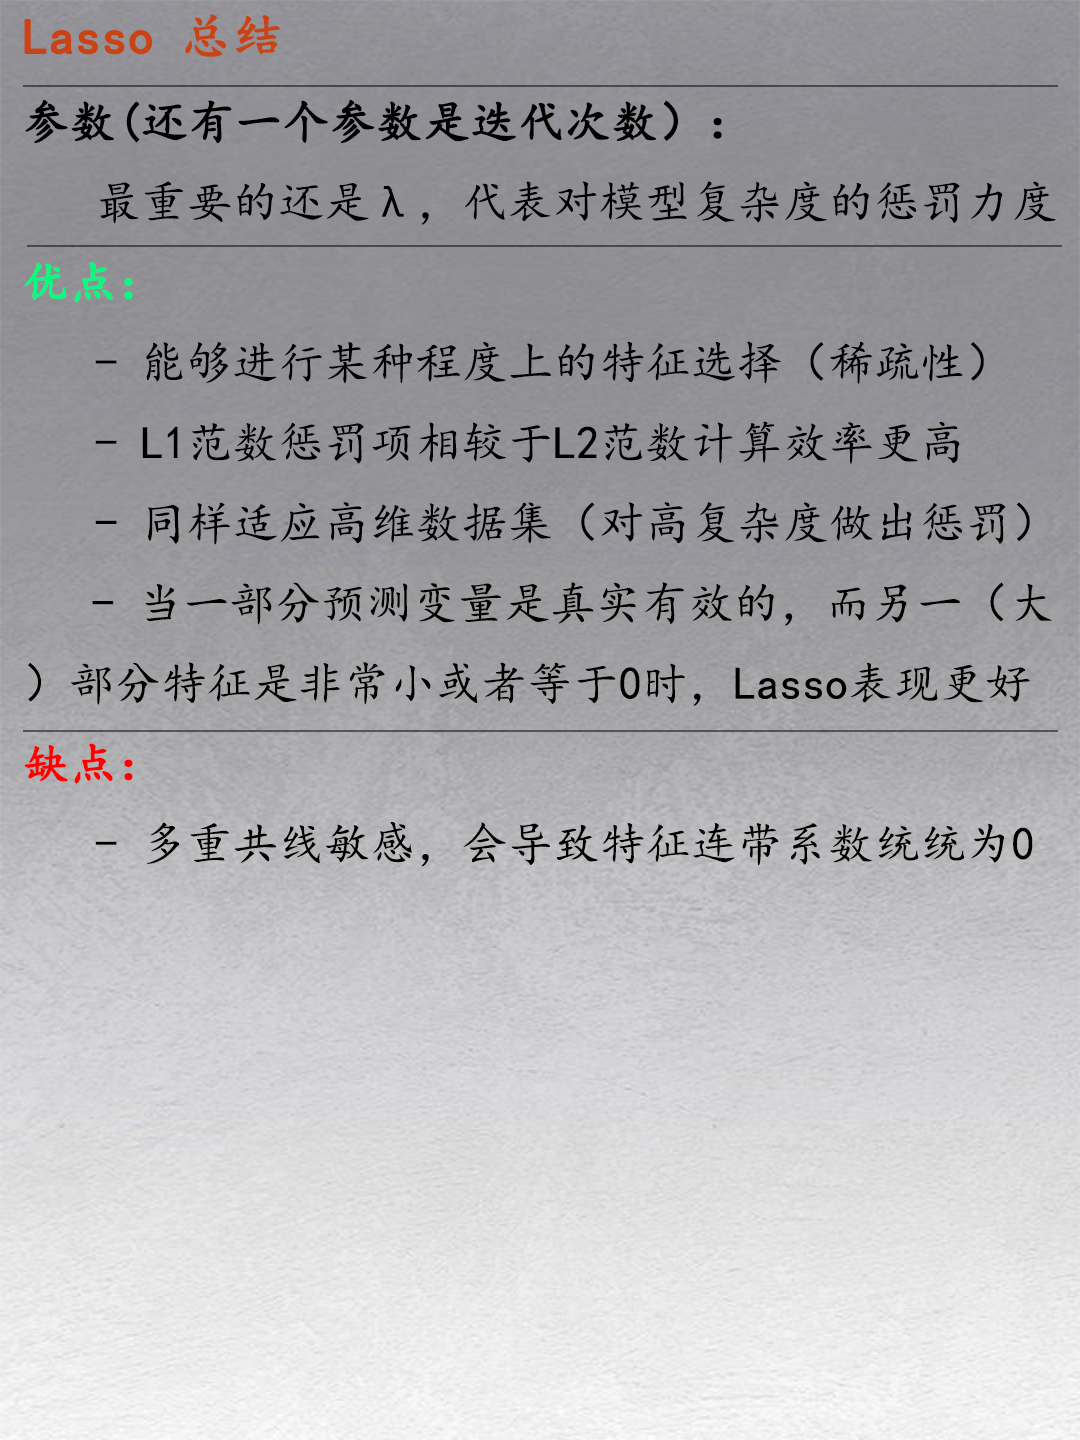 Lasso 总结
参数(还有一个参数是迭代次数）：
最重要的还是λ，代表对模型复杂度的惩罚力度
优点：
- 能够进行某种程度上的特征选择（稀疏性）
- L1范数惩罚项相较于L2范数计算效率更高
- 同样适应高维数据集（对高复杂度做出惩罚）
- 当一部分预测变量是真实有效的，而另一（大
）部分特征是非常小或者等于0时，Lasso表现更好
缺点：
- 多重共线敏感，会导致特征连带系数统统为0